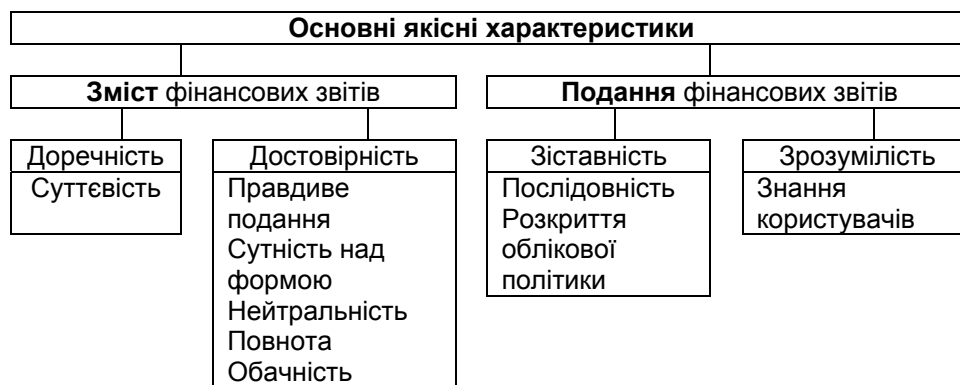 Основні якісні характеристики
Зміст фінансових звітів
Подання фінансових звітів
Доречність
Суттєвість
Достовірність
Правдиве
подання
Сутність над
формою
Нейтральність
Повнота
Обачність
Зіставність
Послідовність
Розкриття
облікової
політики
Зрозумілість
Знання
користувачів